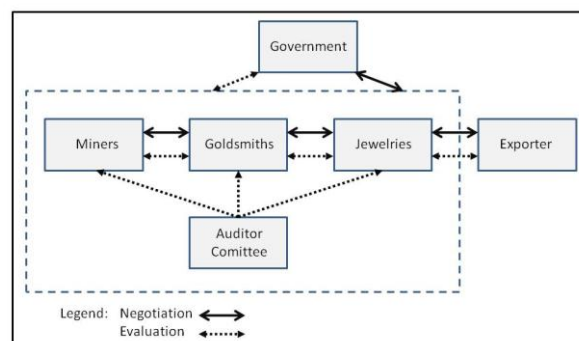 Government
Miners
Goldsmiths
Jewelries
Exporter
Auditor
Comittee
Legend: Negotiation
Evaluation